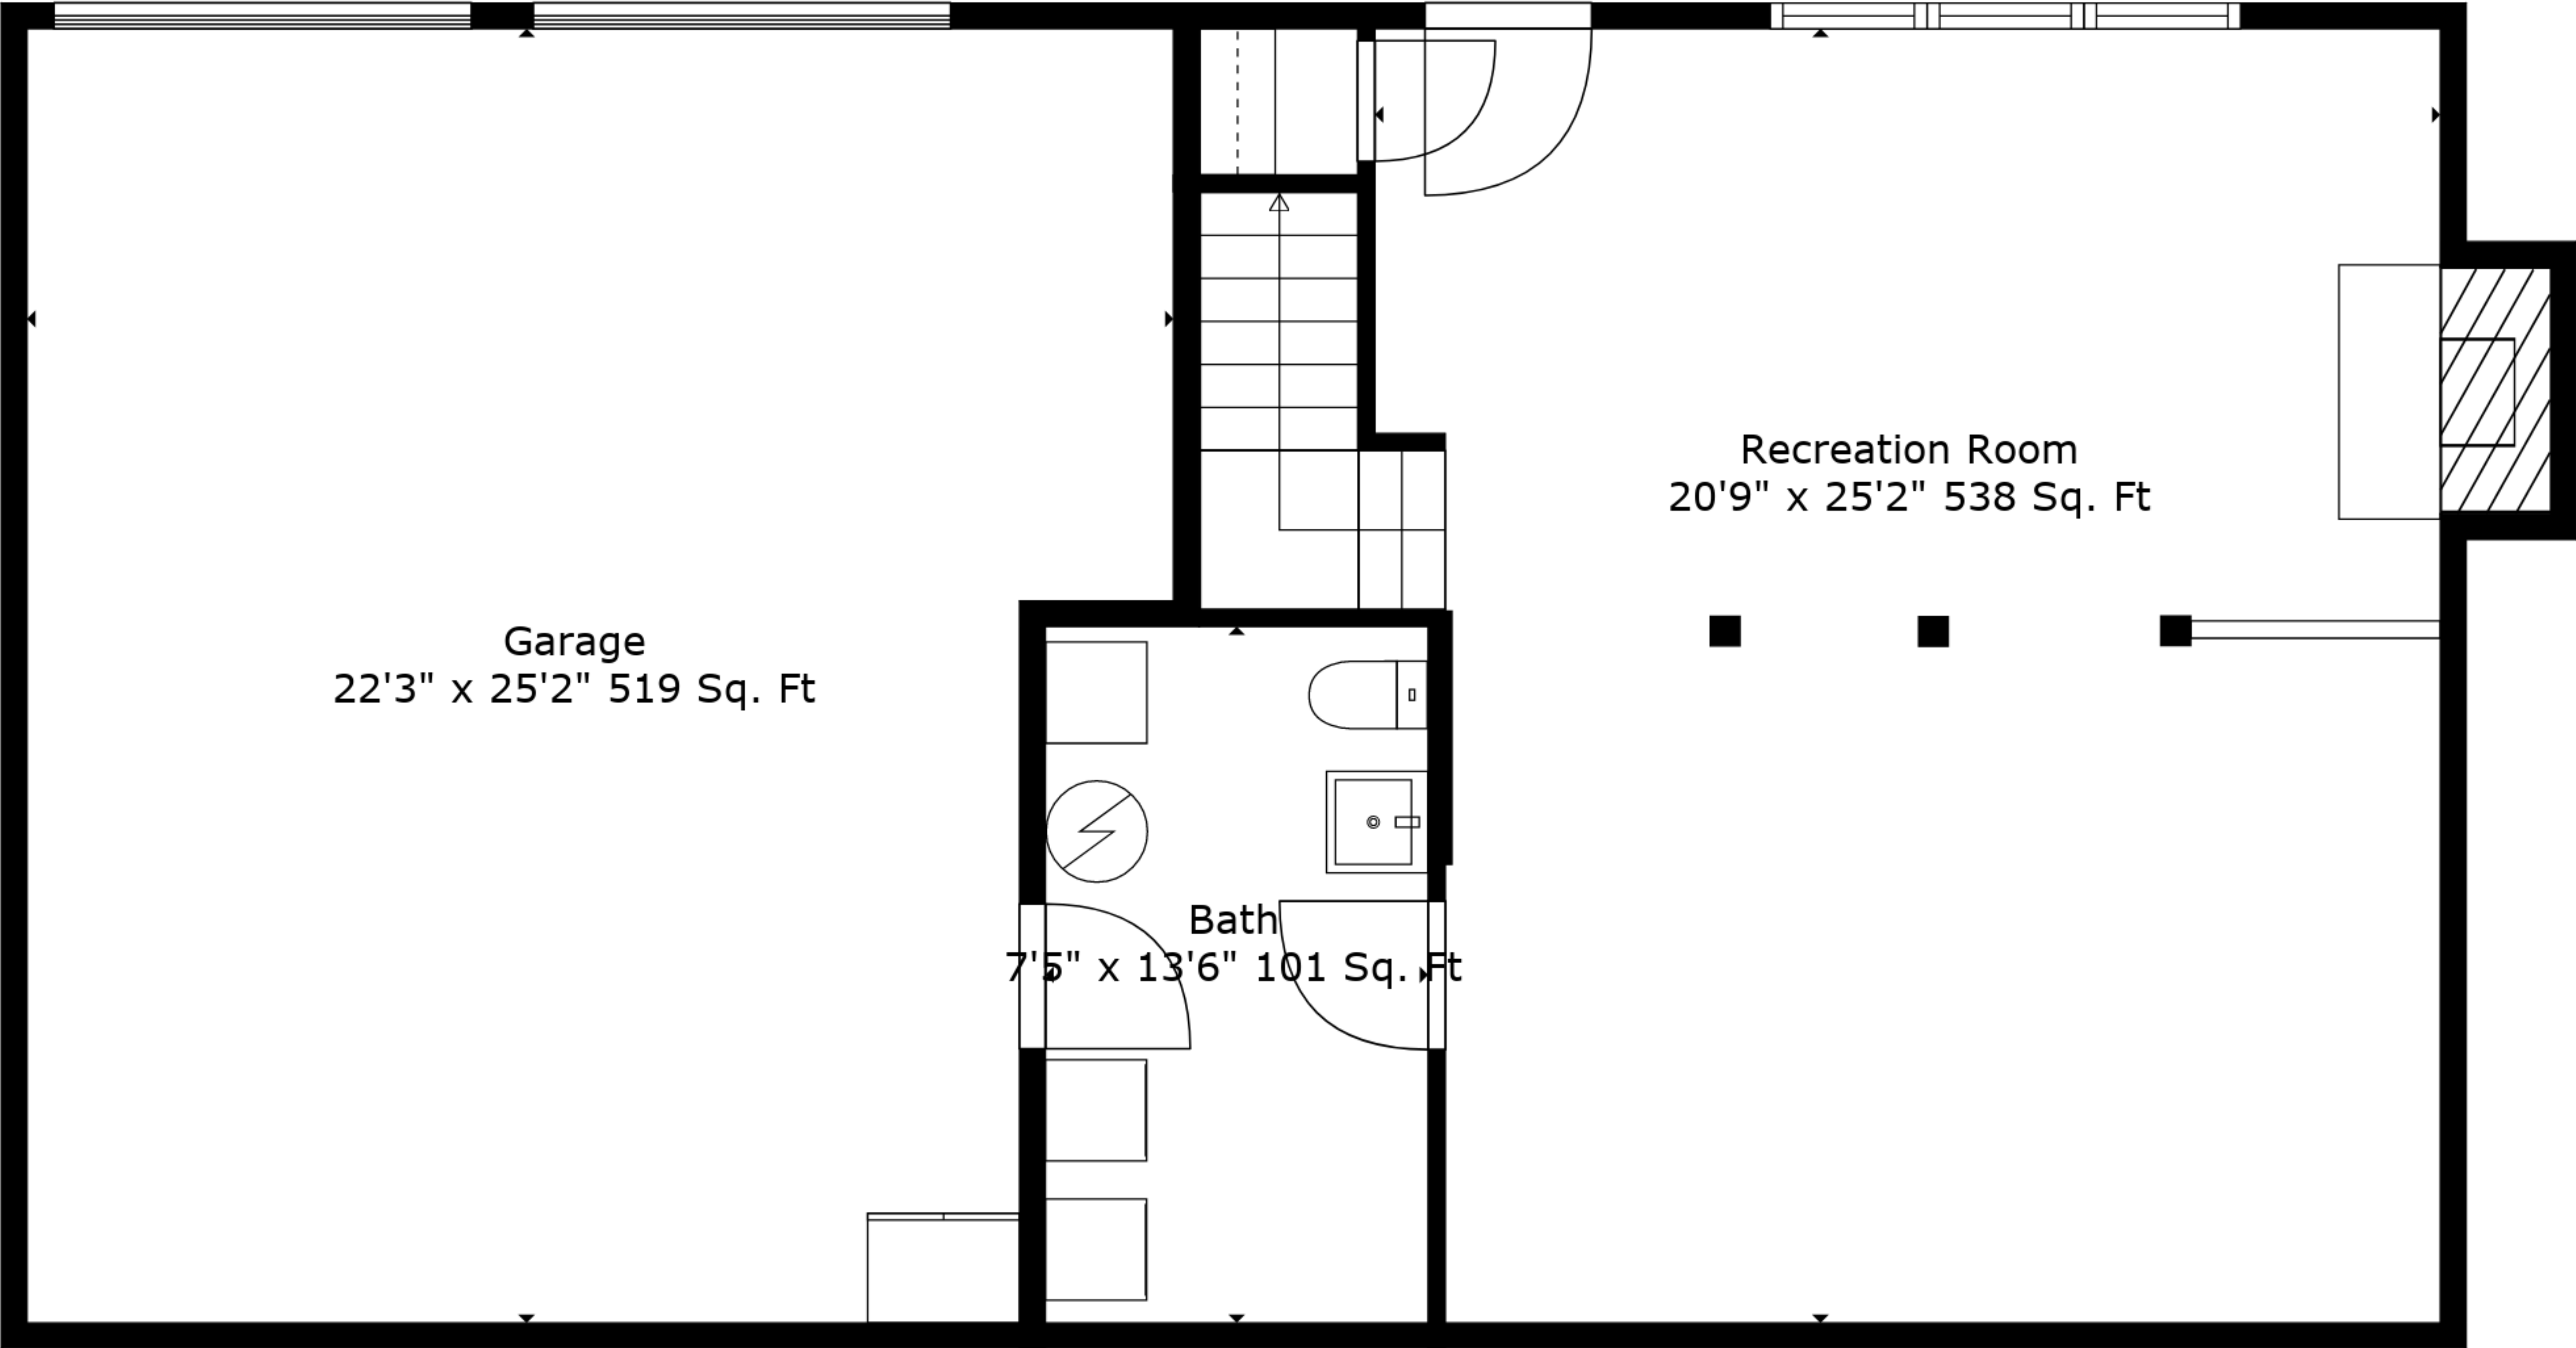 Recreation Room
20'9" x 25'2" 538 Sq. Ft
Garage
22'3" x 25'2" 519 Sq. Ft
Bath
7'5" x 13'6" 101 Sq. Ft